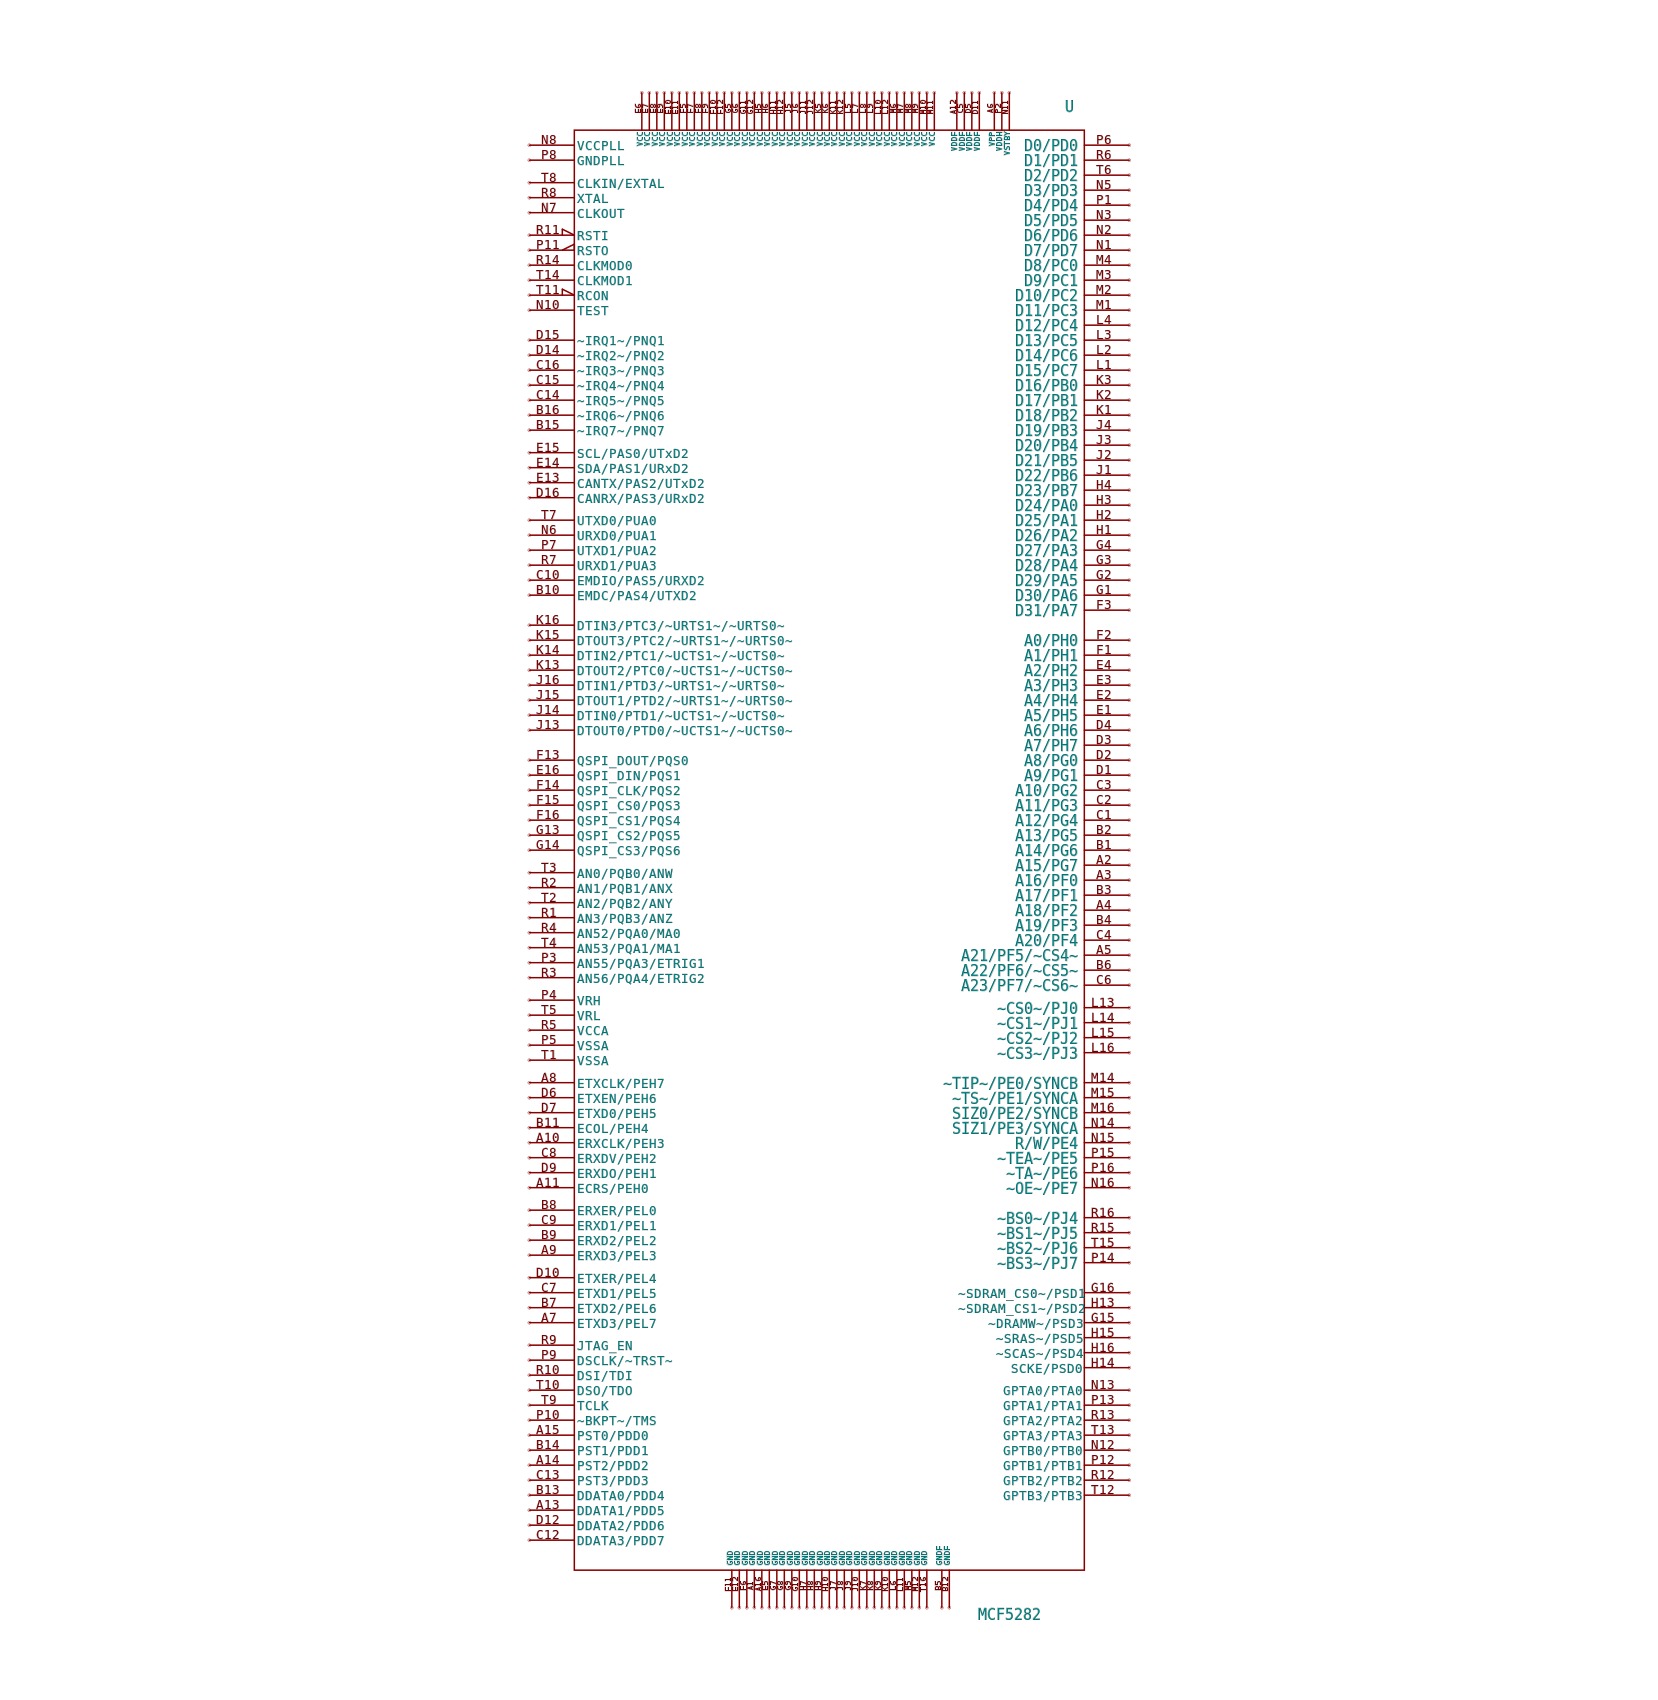 U
N8 VCCPLL
P8 GNDPLL
T8 CLKIN/EXTAL
R8 XTAL
N7 CLKOUT
R11 RSTI
P11 RSTO
R14 CLKMOD0
T14 CLKMOD1
T11 RCON
N10 TEST
D15 ~IRQ1~/PNQ1
D14 ~IRQ2~/PNQ2
C16 ~IRQ3~/PNQ3
C15 ~IRQ4~/PNQ4
C14 ~IRQ5~/PNQ5
B16 ~IRQ6~/PNQ6
B15 ~IRQ7~/PNQ7
E15 SCL/PAS0/UTxD2
E14 SDA/PAS1/URxD2
E13 CANTX/PAS2/UTxD2
D16 CANRX/PAS3/URxD2
T7 UTXD0/PUA0
N6 URXD0/PUA1
P7 UTXD1/PUA2
R7 URXD1/PUA3
C10 EMDIO/PAS5/URXD2
B10 EMDC/PAS4/UTXD2
K16 DTIN3/PTC3/~URTS1~/~URTS0~
K15 DTOUT3/PTC2/~URTS1~/~URTS0~
K14 DTIN2/PTC1/~UCTS1~/~UCTS0~
K13 DTOUT2/PTC0/~UCTS1~/~UCTS0~
J16 DTIN1/PTD3/~URTS1~/~URTS0~
J15 DTOUT1/PTD2/~URTS1~/~URTS0~
J14 DTIN0/PTD1/~UCTS1~/~UCTS0~
J13 DTOUT0/PTD0/~UCTS1~/~UCTS0~
F13 QSPI_DOUT/PQS0
E16 QSPI_DIN/PQS1
F14 QSPI_CLK/PQS2
F15 QSPI_CS0/PQS3
F16 QSPI_CS1/PQS4
G13 QSPI_CS2/PQS5
G14 QSPI_CS3/PQS6
T3 AN0/PQB0/ANW
R2 AN1/PQB1/ANX
T2 AN2/PQB2/ANY
R1 AN3/PQB3/ANZ
R4 AN52/PQA0/MA0
T4 AN53/PQA1/MA1
P3 AN55/PQA3/ETRIG1
R3 AN56/PQA4/ETRIG2
P4 VRH
T5 VRL
R5 VCCA
P5 VSSA
T1 VSSA
A8 ETXCLK/PEH7
D6 ETXEN/PEH6
D7 ETXD0/PEH5
B11 ECOL/PEH4
A10 ERXCLK/PEH3
C8 ERXDV/PEH2
D9 ERXDO/PEH1
A11 ECRS/PEH0
B8 ERXER/PEL0
C9 ERXD1/PEL1
B9 ERXD2/PEL2
A9 ERXD3/PEL3
D10 ETXER/PEL4
C7 ETXD1/PEL5
B7 ETXD2/PEL6
A7 ETXD3/PEL7
R9 JTAG_EN
P9 DSCLK/~TRST~
R10 DSI/TDI
T10 DSO/TDO
T9 TCLK
P10 ~BKPT~/TMS
A15 PST0/PDD0
B14 PST1/PDD1
A14 PST2/PDD2
C13 PST3/PDD3
B13 DDATA0/PDD4
A13 DDATA1/PDD5
D12 DDATA2/PDD6
C12 DDATA3/PDD7
D0/PD0 P6
D1/PD1 R6
D2/PD2 T6
D3/PD3 N5
D4/PD4 P1
D5/PD5 N3
D6/PD6 N2
D7/PD7 N1
D8/PC0 M4
D9/PC1 M3
D10/PC2 M2
D11/PC3 M1
D12/PC4 L4
D13/PC5 L3
D14/PC6 L2
D15/PC7 L1
D16/PB0 K3
D17/PB1 K2
D18/PB2 K1
D19/PB3 J4
D20/PB4 J3
D21/PB5 J2
D22/PB6 J1
D23/PB7 H4
D24/PA0 H3
D25/PA1 H2
D26/PA2 H1
D27/PA3 G4
D28/PA4 G3
D29/PA5 G2
D30/PA6 G1
D31/PA7 F3
A0/PH0 F2
A1/PH1 F1
A2/PH2 E4
A3/PH3 E3
A4/PH4 E2
A5/PH5 E1
A6/PH6 D4
A7/PH7 D3
A8/PG0 D2
A9/PG1 D1
A10/PG2 C3
A11/PG3 C2
A12/PG4 C1
A13/PG5 B2
A14/PG6 B1
A15/PG7 A2
A16/PF0 A3
A17/PF1 B3
A18/PF2 A4
A19/PF3 B4
A20/PF4 C4
A21/PF5/~CS4~ A5
A22/PF6/~CS5~ B6
A23/PF7/~CS6~ C6
~CS0~/PJ0 L13
~CS1~/PJ1 L14
~CS2~/PJ2 L15
~CS3~/PJ3 L16
~TIP~/PE0/SYNCB M14
~TS~/PE1/SYNCA M15
SIZ0/PE2/SYNCB M16
SIZ1/PE3/SYNCA N14
R/W/PE4 N15
~TEA~/PE5 P15
~TA~/PE6 P16
~OE~/PE7 N16
~BS0~/PJ4 R16
~BS1~/PJ5 R15
~BS2~/PJ6 T15
~BS3~/PJ7 P14
~SDRAM_CS0~/PSD1 G16
~SDRAM_CS1~/PSD2 H13
~DRAMW~/PSD3 G15
~SRAS~/PSD5 H15
~SCAS~/PSD4 H16
SCKE/PSD0 H14
GPTA0/PTA0 N13
GPTA1/PTA1 P13
GPTA2/PTA2 R13
GPTA3/PTA3 T13
GPTB0/PTB0 N12
GPTB1/PTB1 P12
GPTB2/PTB2 R12
GPTB3/PTB3 T12
MCF5282